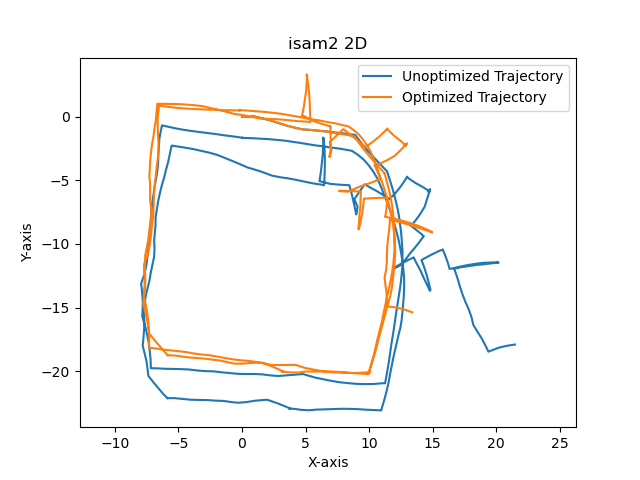 isam2 2D
Unoptimized Trajectory
Optimized Trajectory
0
−5
−10
−15
−20
Y-axis
−10 −5 0 5 10 15 20 25
X-axis